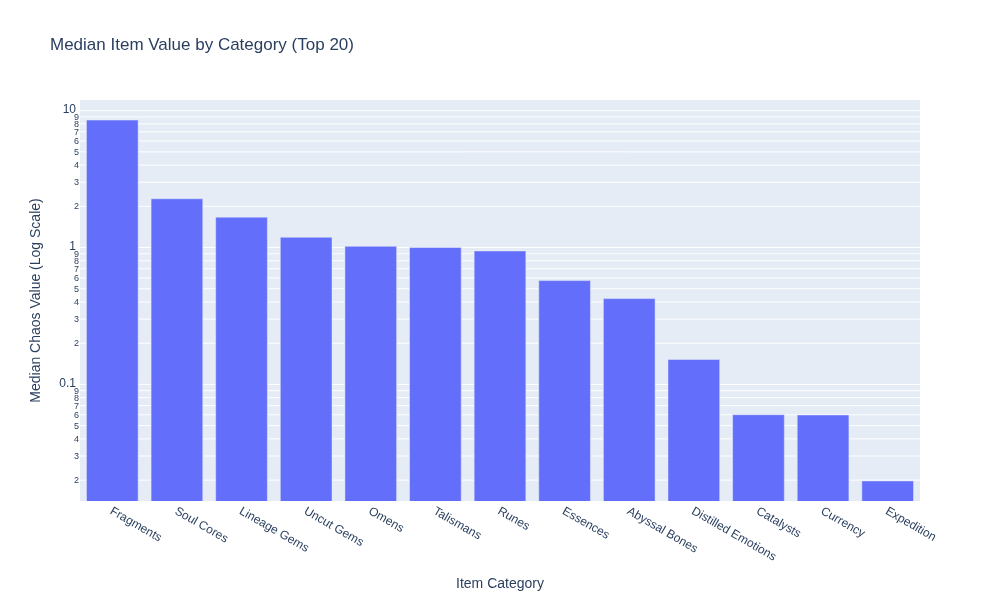 Median Item Value by Category (Top 20)
Median Chaos Value (Log Scale)
10
9
8
7
6
5
4
3
2
1
9
8
7
6
5
4
3
2
0.1
9
8
7
6
5
4
3
2
Fragments
Soul Cores
Lineage Gems
Uncut Gems
Omens
Talismans
Runes
Essences
Abyssal Bones
Distilled Emotions
Catalysts
Currency
Expedition
Item Category